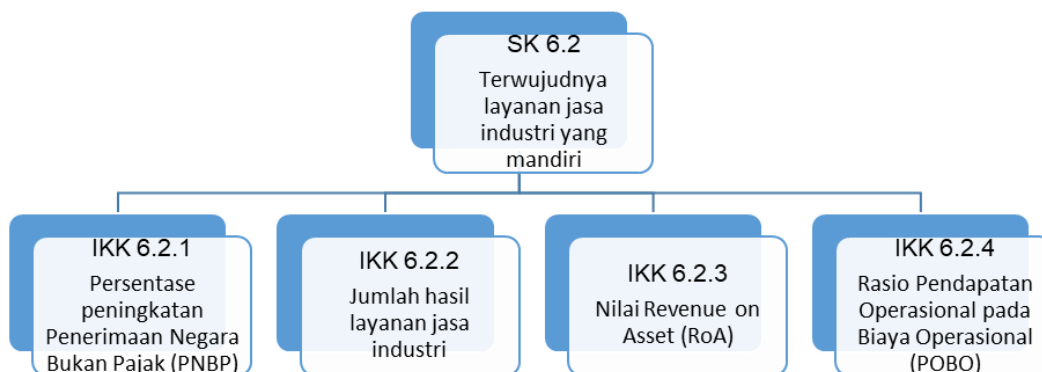 SK 6.2
Terwujudnya
layanan jasa
industri yang
mandiri
IKK 6.2.1
Persentase
peningkatan
Penerimaan Negara
Bukan Pajak (PNBP)
IKK 6.2.2
Jumlah hasil
layanan jasa
industri
IKK 6.2.3
Nilai Revenue on
Asset (RoA)
IKK 6.2.4
Rasio Pendapatan
Operasional pada
Biaya Operasional
(POBO)